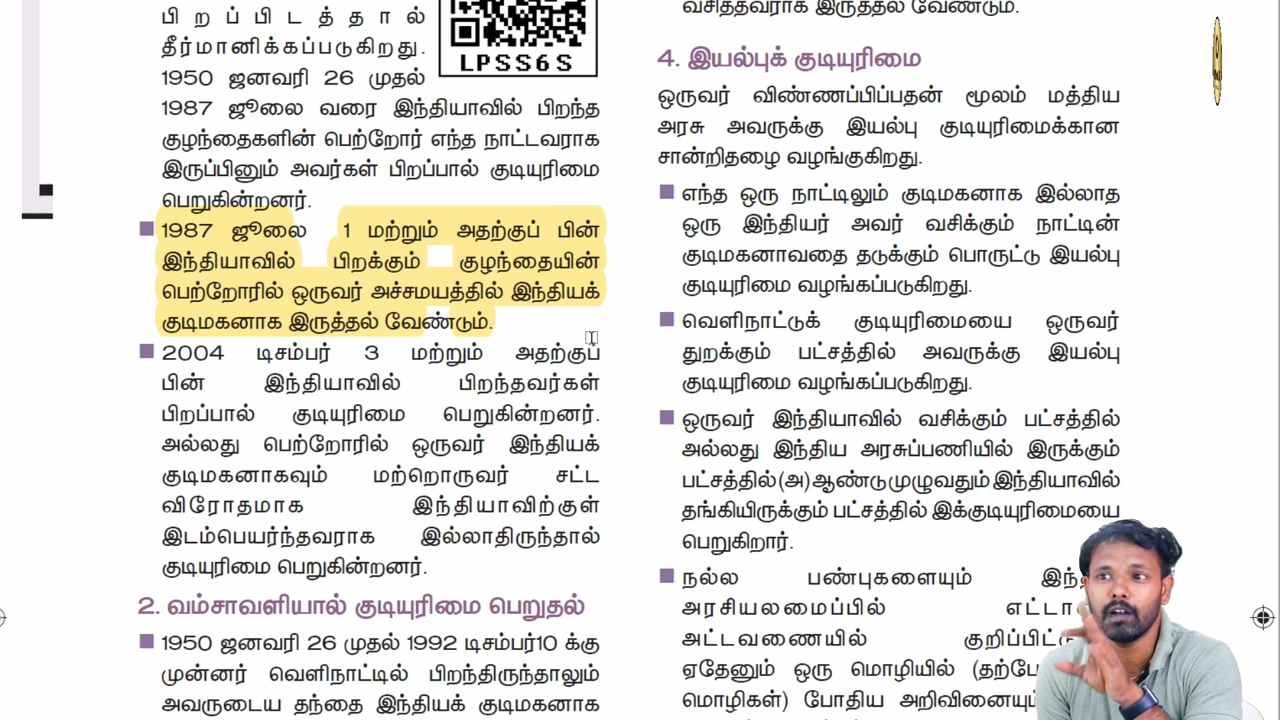 பிறப்பிடத்தால்
தீர்மானிக்கப்படுகிறது.
1950 ஜனவரி 26 முதல்
1987 ஜூலை வரை இந்தியாவில் பிறந்த
குழந்தைகளின் பெற்றோர் எந்த நாட்டவராக
இருப்பினும் அவர்கள் பிறப்பால் குடியுரிமை
பெறுகின்றனர்.
1987 ஜூலை 1 மற்றும் அதற்குப் பின்
இந்தியாவில் பிறக்கும் குழந்தையின்
பெற்றோரில் ஒருவர் அச்சமயத்தில் இந்தியக்
குடிமகனாக இருத்தல் வேண்டும்.
2004 டிசம்பர் 3 மற்றும் அதற்குப்
பின் இந்தியாவில் பிறந்தவர்கள்
பிறப்பால் குடியுரிமை பெறுகின்றனர்.
அல்லது பெற்றோரில் ஒருவர் இந்தியக்
குடிமகனாகவும் மற்றொருவர் சட்ட
விரோதமாக இந்தியாவிற்குள்
இடம்பெயர்ந்தவராக இல்லாதிருந்தால்
குடியுரிமை பெறுகின்றனர்.
2. வம்சாவளியால் குடியுரிமை பெறுதல்
1950 ஜனவரி 26 முதல் 1992 டிசம்பர்10 க்கு
முன்னர் வெளிநாட்டில் பிறந்திருந்தாலும்
அவருடைய தந்தை இந்தியக் குடிமகனாக
LPSS6S
வசித்தவராக இருத்தல் வேண்டும்.
4. இயல்புக் குடியுரிமை
ஒருவர் விண்ணப்பிப்பதன் மூலம் மத்திய
அரசு அவருக்கு இயல்பு குடியுரிமைக்கான
சான்றிதழை வழங்குகிறது.
எந்த ஒரு நாட்டிலும் குடிமகனாக இல்லாத
ஒரு இந்தியர் அவர் வசிக்கும் நாட்டின்
குடிமகனாவதை தடுக்கும் பொருட்டு இயல்பு
குடியுரிமை வழங்கப்படுகிறது.
வெளிநாட்டுக் குடியுரிமையை ஒருவர்
துறக்கும் பட்சத்தில் அவருக்கு இயல்பு
குடியுரிமை வழங்கப்படுகிறது.
ஒருவர் இந்தியாவில் வசிக்கும் பட்சத்தில்
அல்லது இந்திய அரசுப்பணியில் இருக்கும்
பட்சத்தில் (அ) ஆண்டு முழுவதும் இந்தியாவில்
தங்கியிருக்கும் பட்சத்தில் இக்குடியுரிமையை
பெறுகிறார்.
நல்ல பண்புகளையும்
அரசியலமைப்பில்
அட்டவணையில்
ஏதேனும் ஒரு மொழியில்
மொழிகள்) போதிய